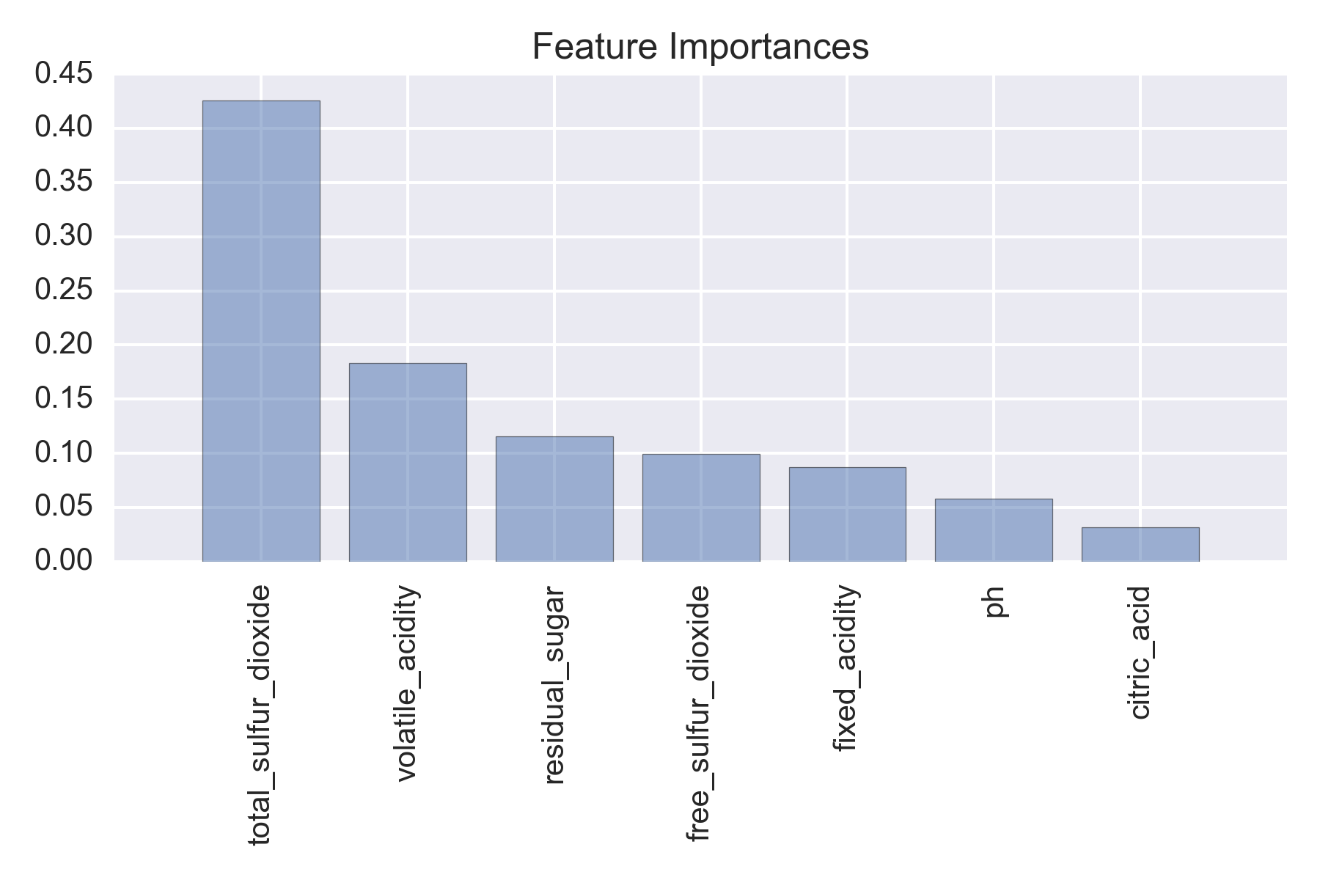 Feature Importances
0.45
0.40
0.35
0.30
0.25
0.20
0.15
0.10
0.05
0.00
total_sulfur_dioxide
volatile_acidity
residual_sugar
free_sulfur_dioxide
fixed_acidity
ph
citric_acid